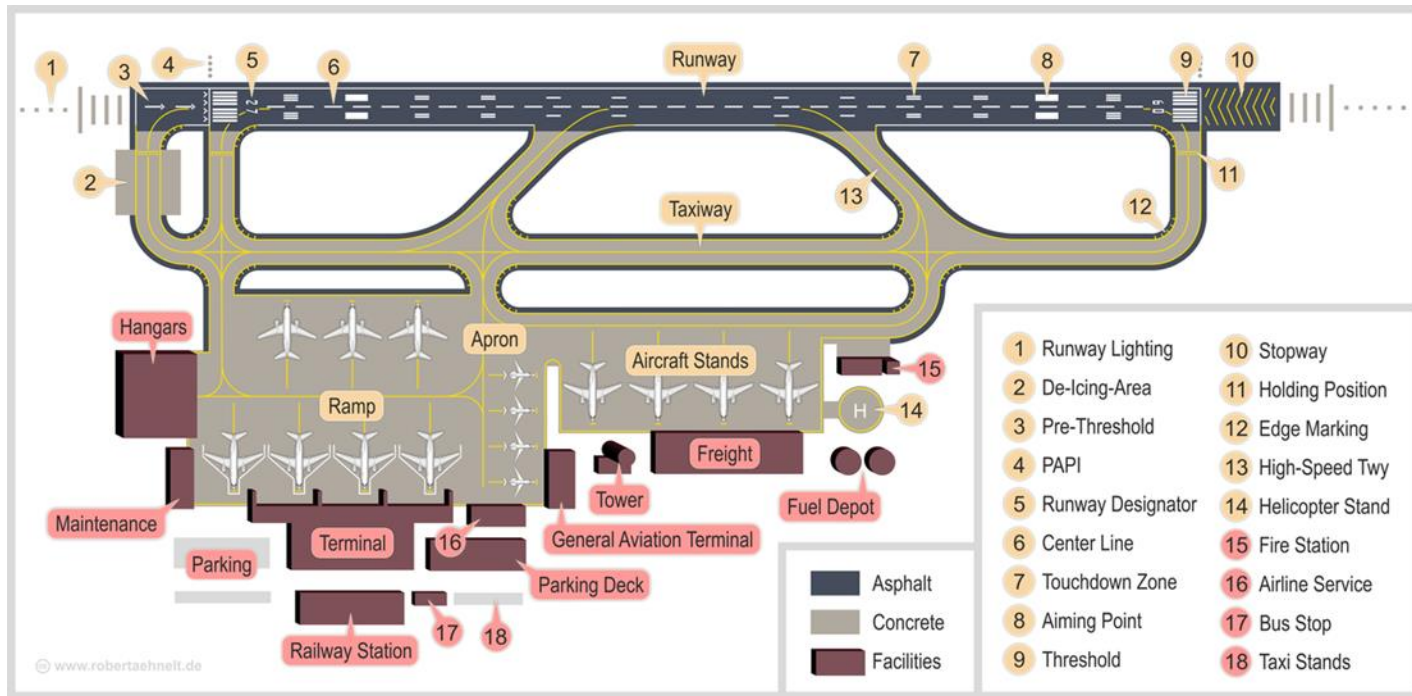 1
3
4
5
6
Runway
7
8
9
10
27
09
2
13
11
12
Taxiway
Hangars
Apron
Aircraft Stands
15
Ramp
H
14
Freight
Tower
Fuel Depot
Maintenance
Terminal
16
General Aviation Terminal
Parking
Parking Deck
17
18
Railway Station
cc www.robertaehnelt.de
Asphalt
Concrete
Facilities
1 Runway Lighting
2 De-Icing-Area
3 Pre-Threshold
4 PAPI
5 Runway Designator
6 Center Line
7 Touchdown Zone
8 Aiming Point
9 Threshold
10 Stopway
11 Holding Position
12 Edge Marking
13 High-Speed Twy
14 Helicopter Stand
15 Fire Station
16 Airline Service
17 Bus Stop
18 Taxi Stands